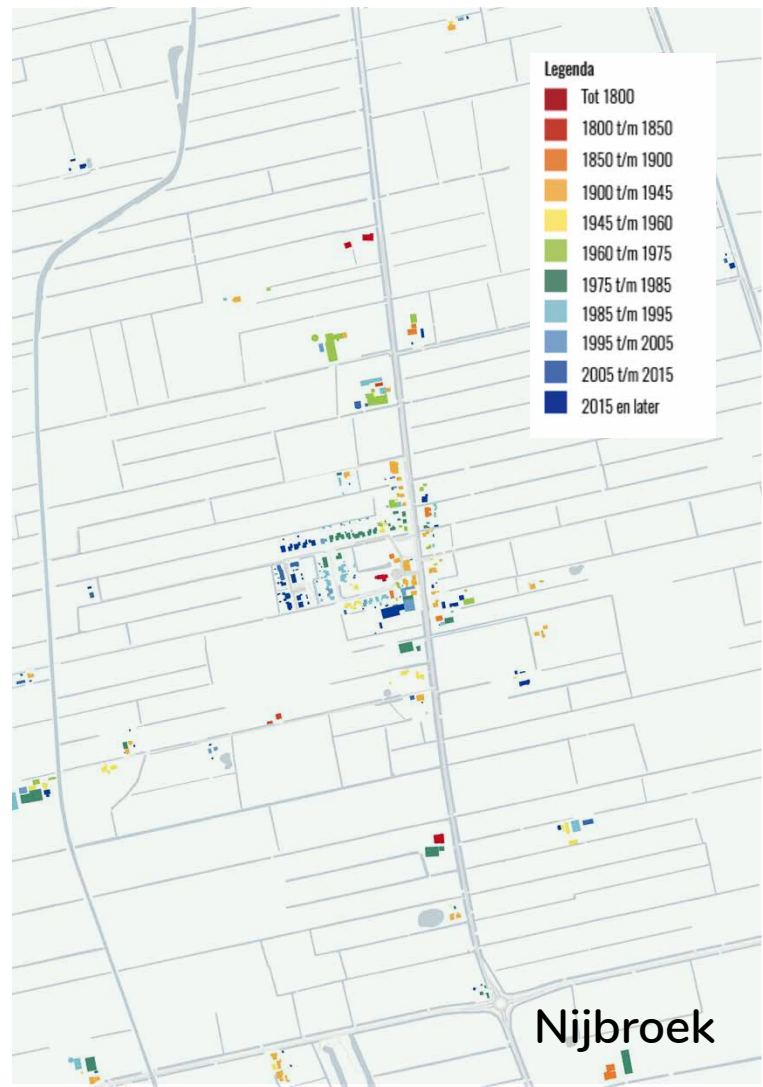 Legenda
Tot 1800
1800 t/m 1850
1850 t/m 1900
1900 t/m 1945
1945 t/m 1960
1960 t/m 1975
1975 t/m 1985
1985 t/m 1995
1995 t/m 2005
2005 t/m 2015
2015 en later
Nijbroek